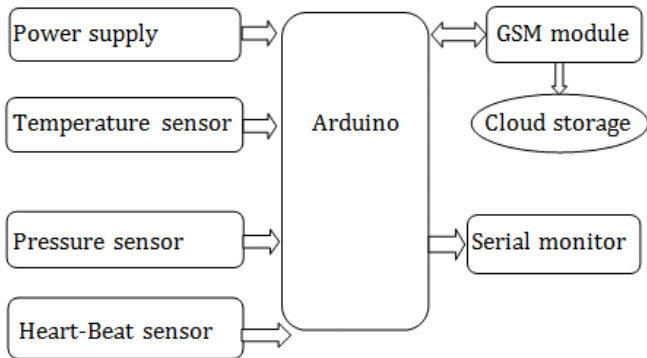 Power supply
Temperature sensor
Pressure sensor
Heart-Beat sensor
Arduino
GSM module
Cloud storage
Serial monitor